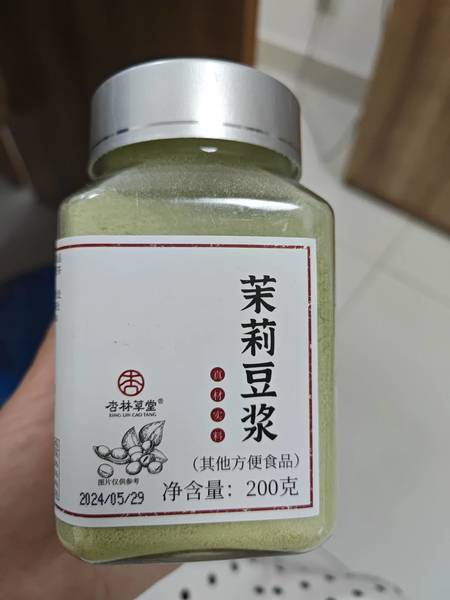 茉莉豆浆
真材实料
杏林草堂®
XING LIN CAO TANG
(其他方便食品)
图片仅供参考
2024/05/29
净含量：200克